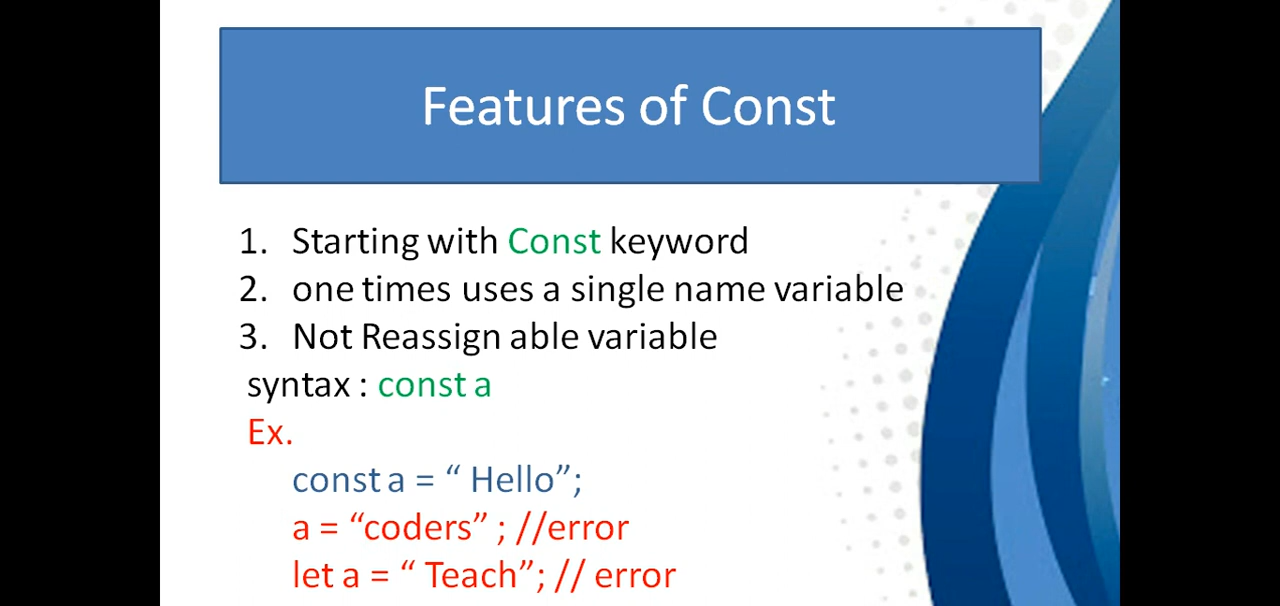 Features of Const
1. Starting with Const keyword
2. one times uses a single name variable
3. Not Reassign able variable
syntax : const a
Ex.
const a = “ Hello”;
a = “coders” ; //error
let a = “ Teach”; // error